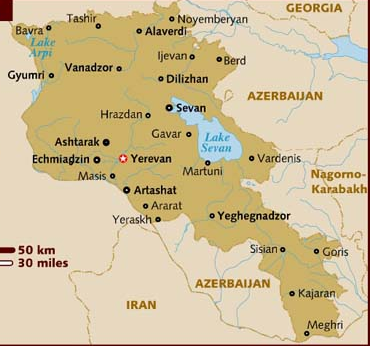 GEORGIA
Tashir
Noyemberyan
Bavra
Alaverdi
Lake
Arpi
Ijevan
Berd
Gyumri
Vanadzor
Dilizhan
AZERBAIJAN
Hrazdan
Sevan
Gavar
Lake
Sevan
Ashtarak
Echmiadzin
Yerevan
Vardenis
Masis
Martuni
Nagorno-
Karabakh
Artashat
Ararat
Yeraskh
Yeghegnadzor
50 km
30 miles
Sisian
Goris
AZERBAIJAN
IRAN
Kajaran
Meghri